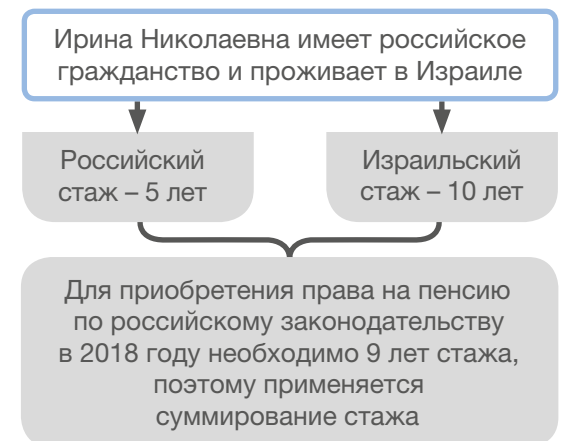 Ирина Николаевна имеет российское
гражданство и проживает в Израиле
Российский
стаж – 5 лет
Израильский
стаж – 10 лет
Для приобретения права на пенсию
по российскому законодательству
в 2018 году необходимо 9 лет стажа,
поэтому применяется
суммирование стажа